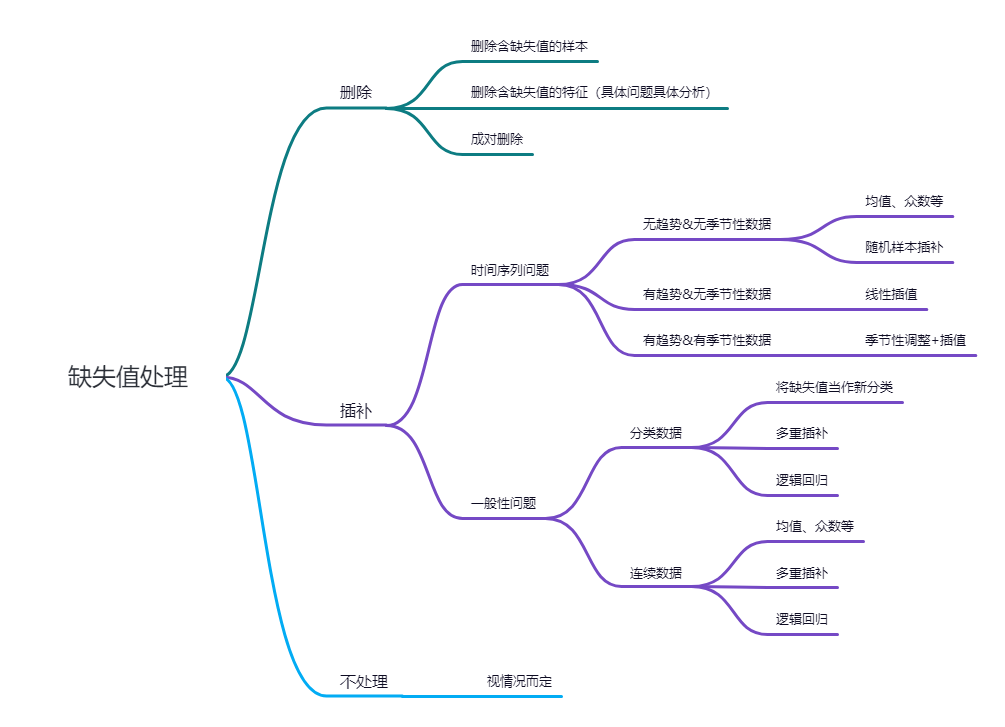 缺失值处理
删除
删除含缺失值的样本
删除含缺失值的特征（具体问题具体分析）
成对删除
插补
时间序列问题
无趋势&无季节性数据
均值、众数等
随机样本插补
有趋势&无季节性数据
线性插值
有趋势&有季节性数据
季节性调整+插值
一般性问题
分类数据
将缺失值当作新分类
多重插补
逻辑回归
连续数据
均值、众数等
多重插补
逻辑回归
不处理
视情况而定